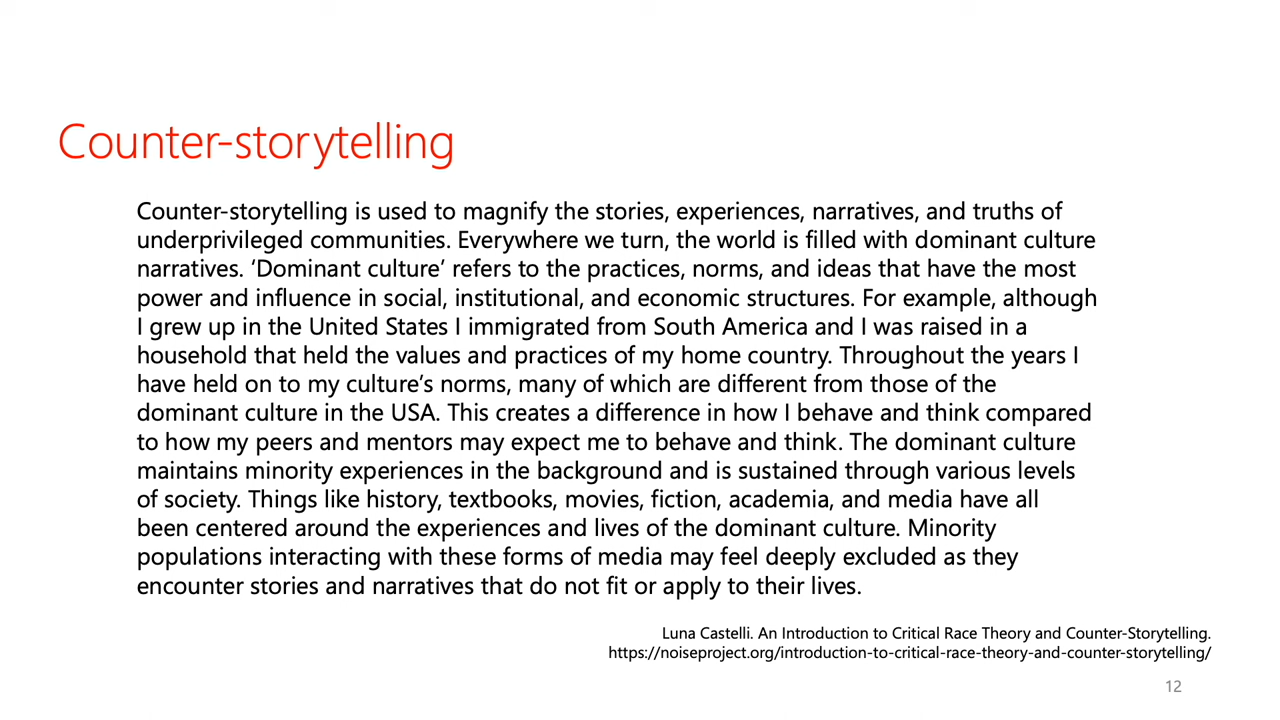 Counter-storytelling
Counter-storytelling is used to magnify the stories, experiences, narratives, and truths of
underprivileged communities. Everywhere we turn, the world is filled with dominant culture
narratives. ‘Dominant culture‘ refers to the practices, norms, and ideas that have the most
power and influence in social, institutional, and economic structures. For example, although
I grew up in the United States I immigrated from South America and I was raised in a
household that held the values and practices of my home country. Throughout the years I
have held on to my culture’s norms, many of which are different from those of the
dominant culture in the USA. This creates a difference in how I behave and think compared
to how my peers and mentors may expect me to behave and think. The dominant culture
maintains minority experiences in the background and is sustained through various levels
of society. Things like history, textbooks, movies, fiction, academia, and media have all
been centered around the experiences and lives of the dominant culture. Minority
populations interacting with these forms of media may feel deeply excluded as they
encounter stories and narratives that do not fit or apply to their lives.
Luna Castelli. An Introduction to Critical Race Theory and Counter-Storytelling.
https://noiseproject.org/introduction-to-critical-race-theory-and-counter-storytelling/
12